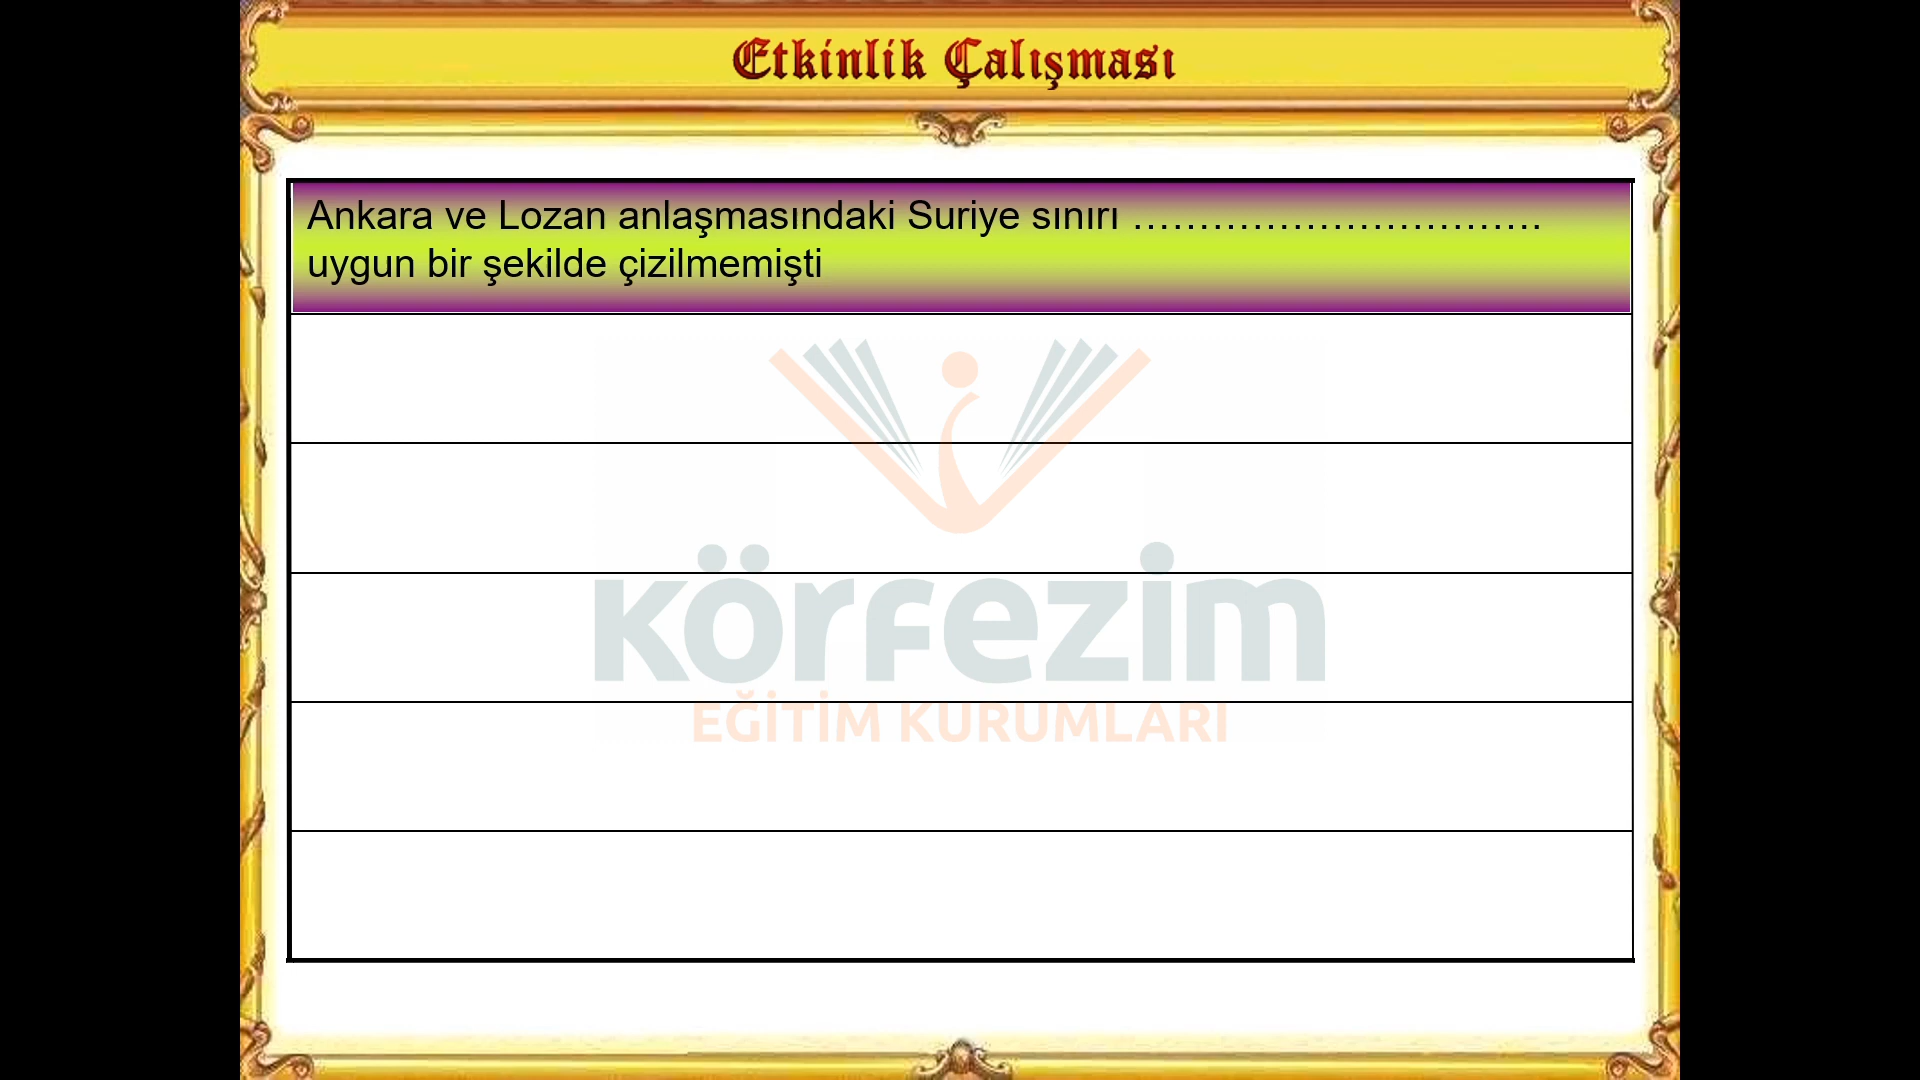 Etkinlik Çalışması
Ankara ve Lozan anlaşmasındaki Suriye sınırı ……………………………
uygun bir şekilde çizilmemişti
körfezim
EĞİTİM KURUMLARI